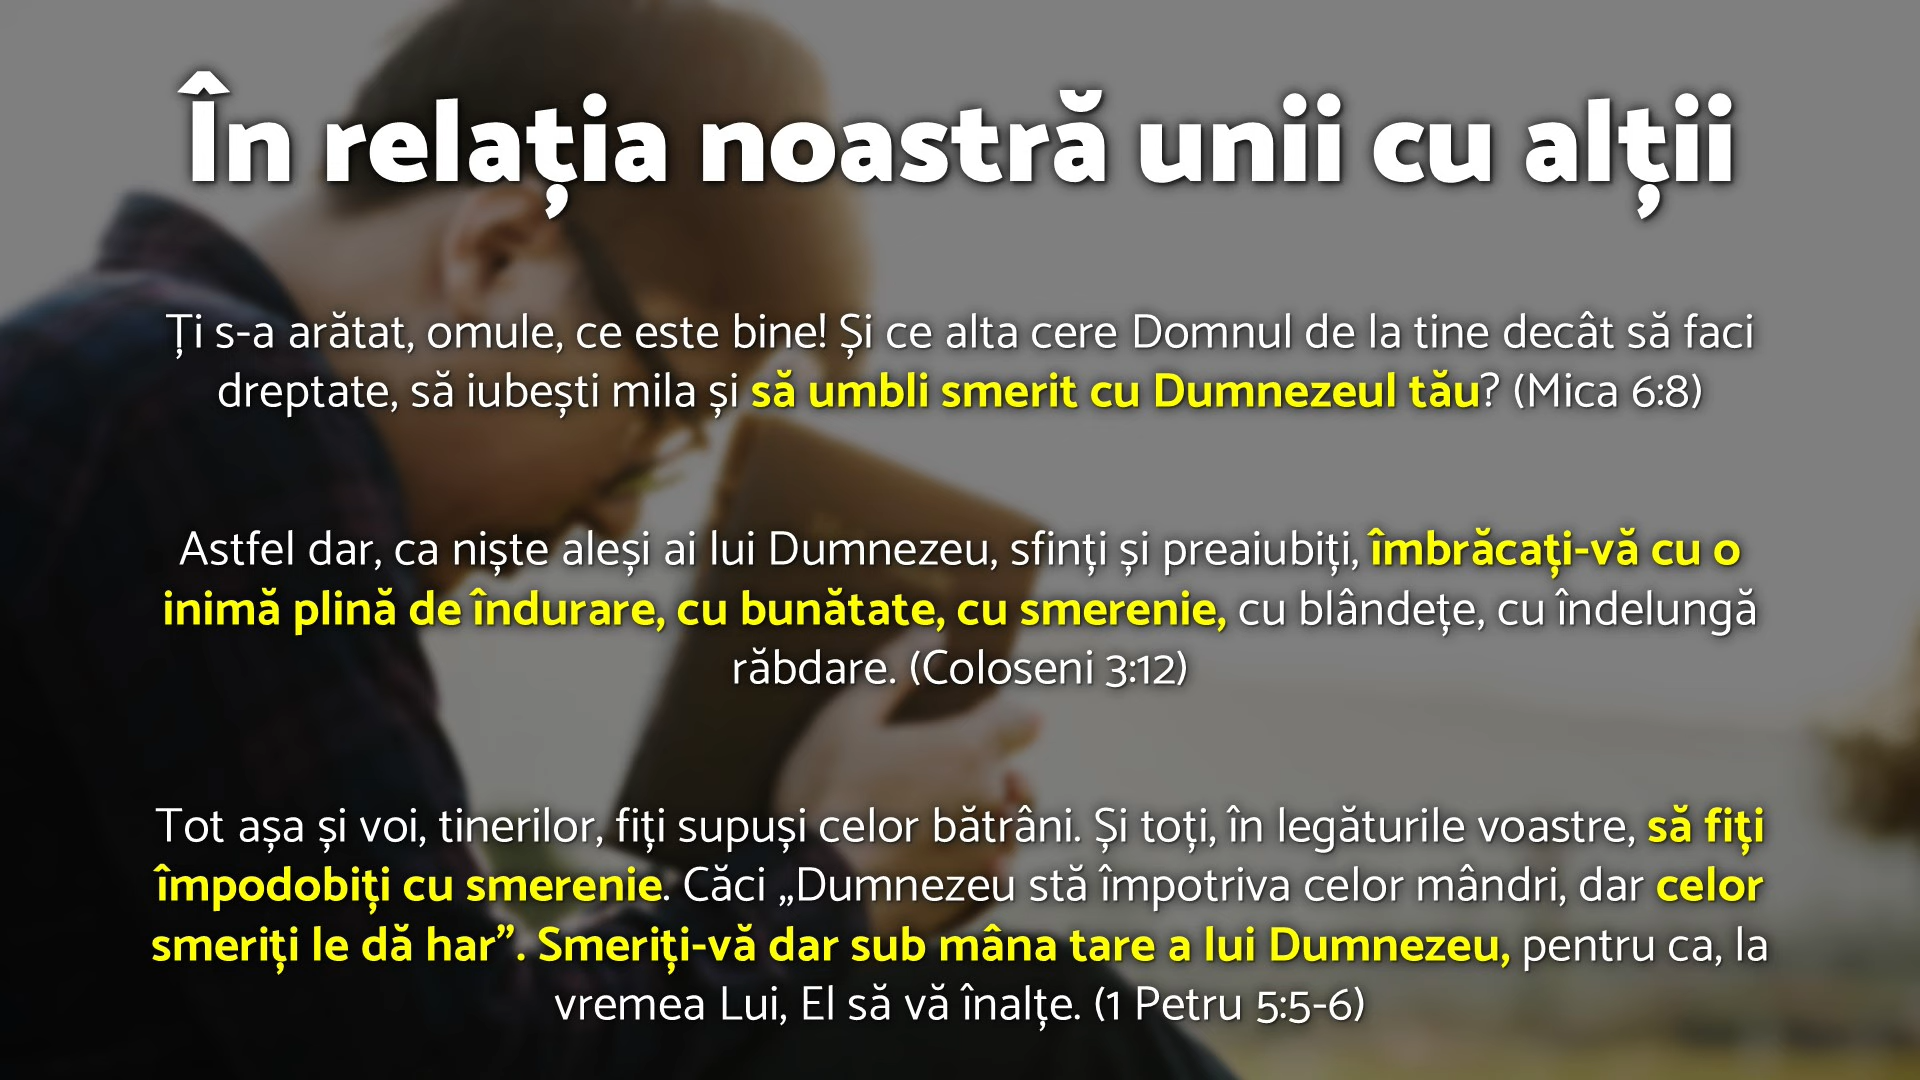 În relația noastră unii cu alții
Ți s-a arătat, omule, ce este bine! Și ce alta cere Domnul de la tine decât să faci
dreptate, să iubești mila și să umbli smerit cu Dumnezeul tău? (Mica 6:8)
Astfel dar, ca niște aleși ai lui Dumnezeu, sfinți și preaiubiți, îmbrăcați-vă cu o
inimă plină de îndurare, cu bunătate, cu smerenie, cu blândețe, cu îndelungă
răbdare. (Coloseni 3:12)
Tot așa și voi, tinerilor, fiți supuși celor bătrâni. Și toți, în legăturile voastre, să fiți
împodobiți cu smerenie. Căci „Dumnezeu stă împotriva celor mândri, dar celor
smeriți le dă har”. Smeriți-vă dar sub mâna tare a lui Dumnezeu, pentru ca, la
vremea Lui, El să vă înalțe. (1 Petru 5:5-6)